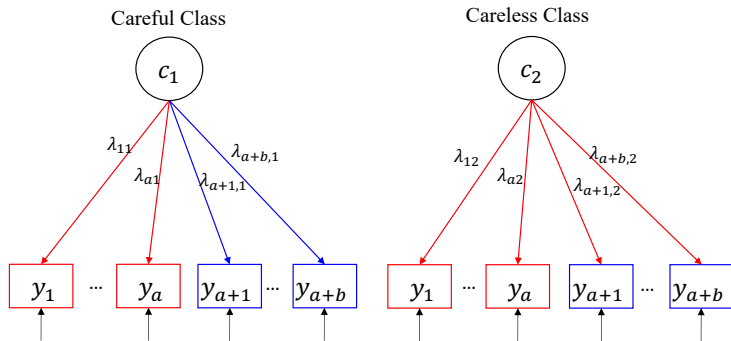 Careful Class
Careless Class
c₁
c₂
λ₁₁
λₐ₁
λₐ₊₁,₁
λₐ₊b,₁
λ₁₂
λₐ₂
λₐ₊₁,₂
λₐ₊b,₂
y₁ ... yₐ yₐ₊₁ ... yₐ₊b
y₁ ... yₐ yₐ₊₁ ... yₐ₊b